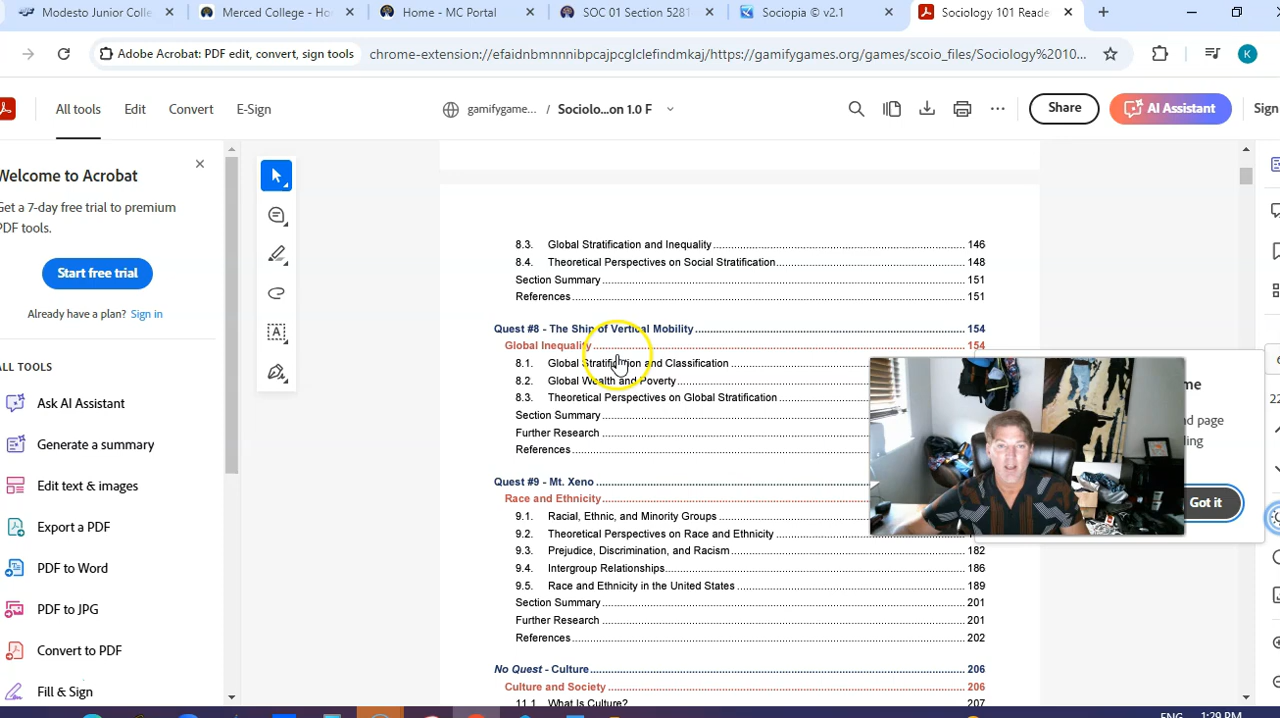 Modesto Junior Colle
Merced College - Ho
Home - MC Portal
SOC 01 Section 5281
Sociopia © v2.1
Sociology 101 Reade
Adobe Acrobat: PDF edit, convert, sign tools
chrome-extension://efaidnbmnnnibpcajpcglclefindmkaj/https://gamifygames.org/games/scoio_files/Sociology%2010...
K
All tools
Edit
Convert
E-Sign
gamifygame... / Sociolo...on 1.0 F
Share
AI Assistant
Sign
Welcome to Acrobat
Get a 7-day free trial to premium
PDF tools.
Start free trial
Already have a plan? Sign in
ALL TOOLS
Ask AI Assistant
Generate a summary
Edit text & images
Export a PDF
PDF to Word
PDF to JPG
Convert to PDF
Fill & Sign
8.3. Global Stratification and Inequality 146
8.4. Theoretical Perspectives on Social Stratification 148
Section Summary 151
References 151
Quest #8 - The Ship of Vertical Mobility 154
Global Inequality 154
8.1. Global Stratification and Classification
8.2. Global Wealth and Poverty
8.3. Theoretical Perspectives on Global Stratification
Section Summary
Further Research
References
Quest #9 - Mt. Xeno
Race and Ethnicity
9.1. Racial, Ethnic, and Minority Groups
9.2. Theoretical Perspectives on Race and Ethnicity
9.3. Prejudice, Discrimination, and Racism 182
9.4. Intergroup Relationships 186
9.5. Race and Ethnicity in the United States 189
Section Summary 201
Further Research 201
References 202
No Quest - Culture 206
Culture and Society 206
11.1 What Is Culture? 207
me
d page
ing
Got it
ENG
1:29 PM